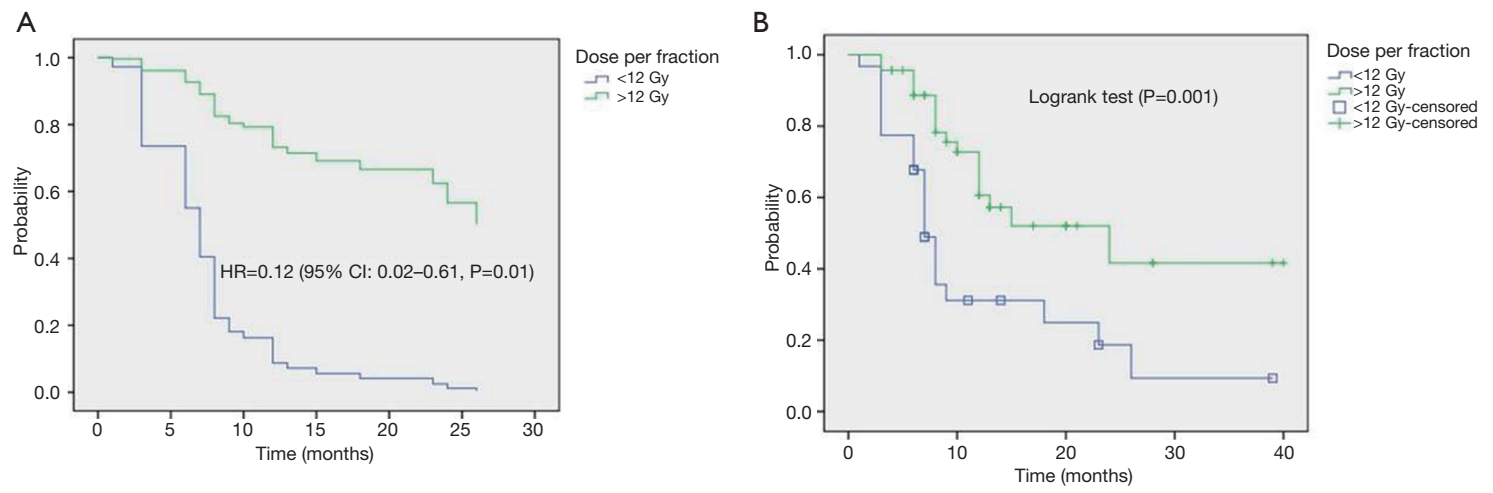 A
Dose per fraction
<12 Gy
>12 Gy
1.0
0.8
0.6
0.4
0.2
0.0
Probability
HR=0.12 (95% CI: 0.02–0.61, P=0.01)
0 5 10 15 20 25 30
Time (months)
B
Dose per fraction
<12 Gy
>12 Gy
<12 Gy-censored
>12 Gy-censored
Logrank test (P=0.001)
1.0
0.8
0.6
0.4
0.2
0.0
Probability
0 10 20 30 40
Time (months)